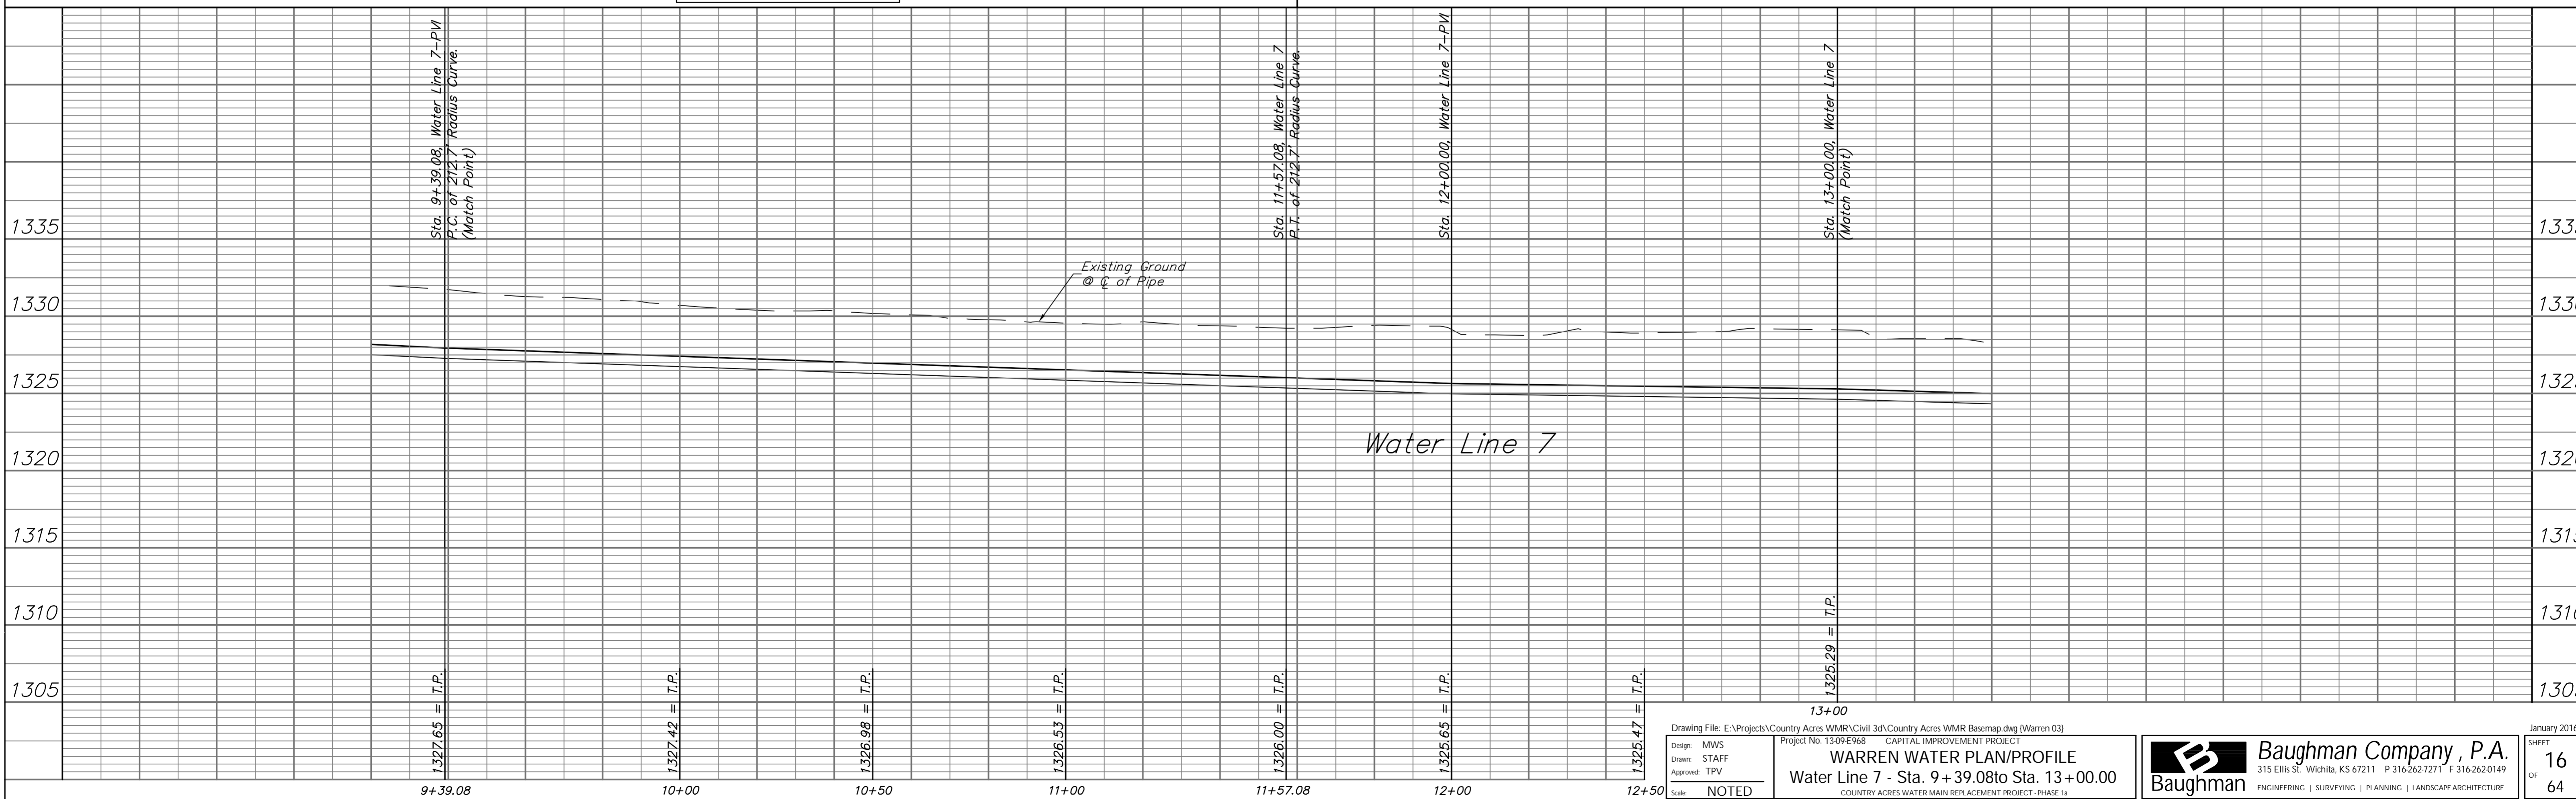 Sta. 9+39.08, Water Line 7-PVI
P.C. of 212.7' Radius Curve.
(Match Point)
Sta. 11+57.08, Water Line 7
P.T. of 212.7' Radius Curve.
Sta. 12+00.00, Water Line 7-PVI
Sta. 13+00.00, Water Line 7
(Match Point)
1335
1330
1325
1320
1315
1310
1305
Existing Ground
@ ℄ of Pipe
Water Line 7
1327.65 = T.P.
1327.42 = T.P.
1326.98 = T.P.
1326.53 = T.P.
1326.00 = T.P.
1325.65 = T.P.
1325.47 = T.P.
1325.29 = T.P.
9+39.08
10+00
10+50
11+00
11+57.08
12+00
12+50
13+00
Drawing File: E:\Projects\Country Acres WMR\Civil 3d\Country Acres WMR Basemap.dwg (Warren 03)
Design: MWS
Drawn: STAFF
Approved: TPV
Scale: NOTED
Project No. 13-09-E968 CAPITAL IMPROVEMENT PROJECT
WARREN WATER PLAN/PROFILE
Water Line 7 - Sta. 9+39.08to Sta. 13+00.00
COUNTRY ACRES WATER MAIN REPLACEMENT PROJECT - PHASE 1a
Baughman
Baughman Company, P.A.
315 Ellis St. Wichita, KS 67211 P 316-262-7271 F 316-262-0149
ENGINEERING | SURVEYING | PLANNING | LANDSCAPE ARCHITECTURE
January 2016
SHEET
16
OF
64